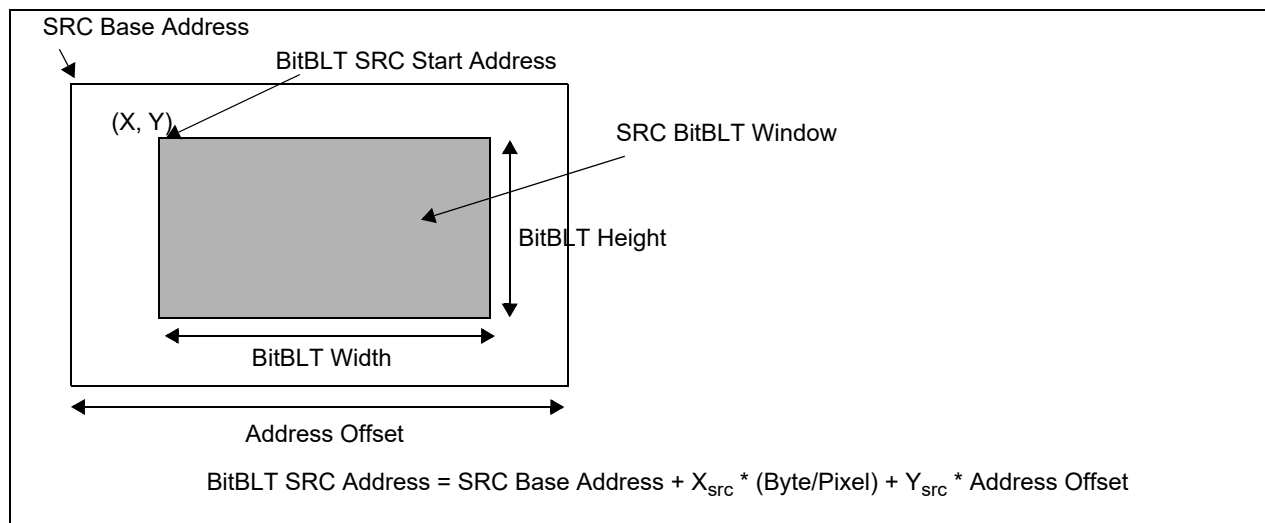 SRC Base Address
BitBLT SRC Start Address
(X, Y)
SRC BitBLT Window
BitBLT Height
BitBLT Width
Address Offset
BitBLT SRC Address = SRC Base Address + Xsrc * (Byte/Pixel) + Ysrc * Address Offset